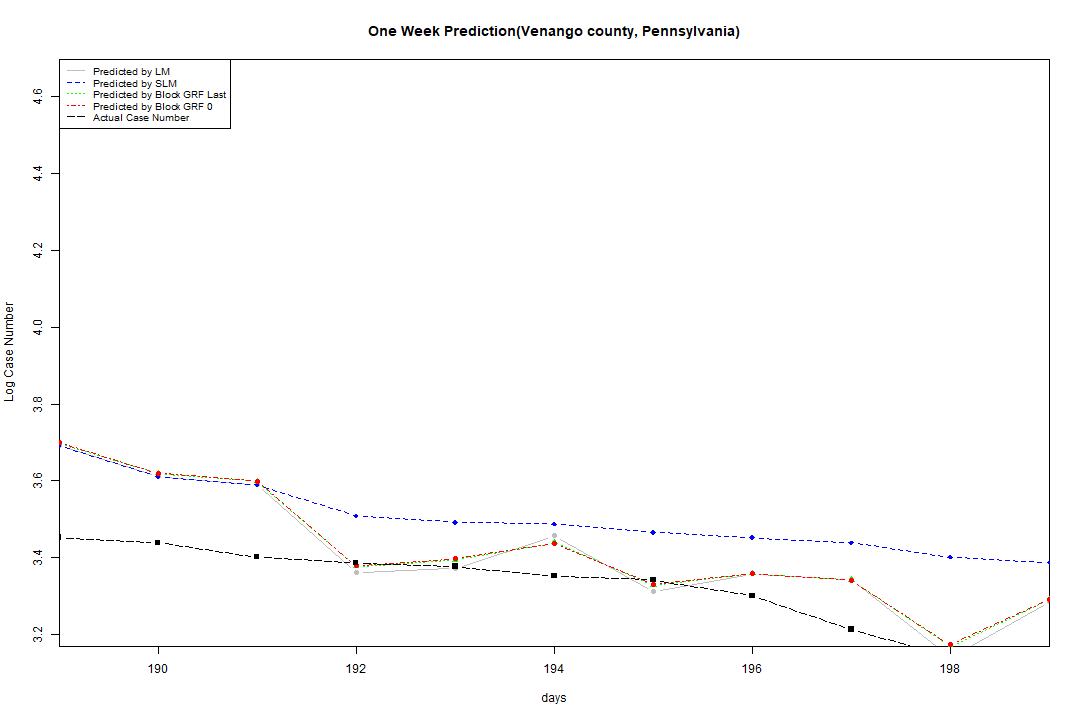 One Week Prediction(Venango county, Pennsylvania)
Predicted by LM
Predicted by SLM
Predicted by Block GRF Last
Predicted by Block GRF 0
Actual Case Number
Log Case Number
4.6
4.4
4.2
4.0
3.8
3.6
3.4
3.2
190 192 194 196 198
days